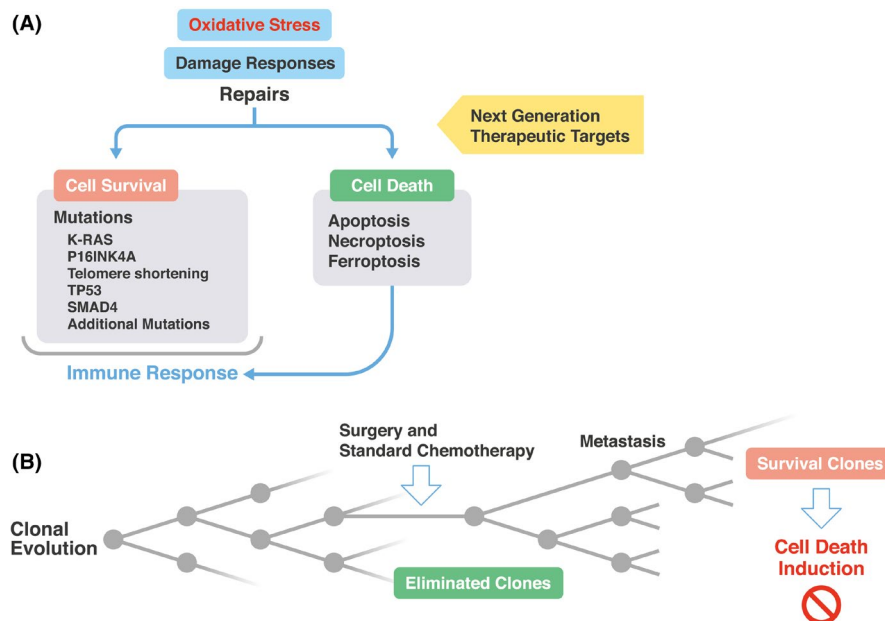 (A)
Oxidative Stress
Damage Responses
Repairs
Next Generation
Therapeutic Targets
Cell Survival
Mutations
K-RAS
P16INK4A
Telomere shortening
TP53
SMAD4
Additional Mutations
Cell Death
Apoptosis
Necroptosis
Ferroptosis
Immune Response
(B)
Surgery and
Standard Chemotherapy
Metastasis
Survival Clones
Clonal
Evolution
Eliminated Clones
Cell Death
Induction